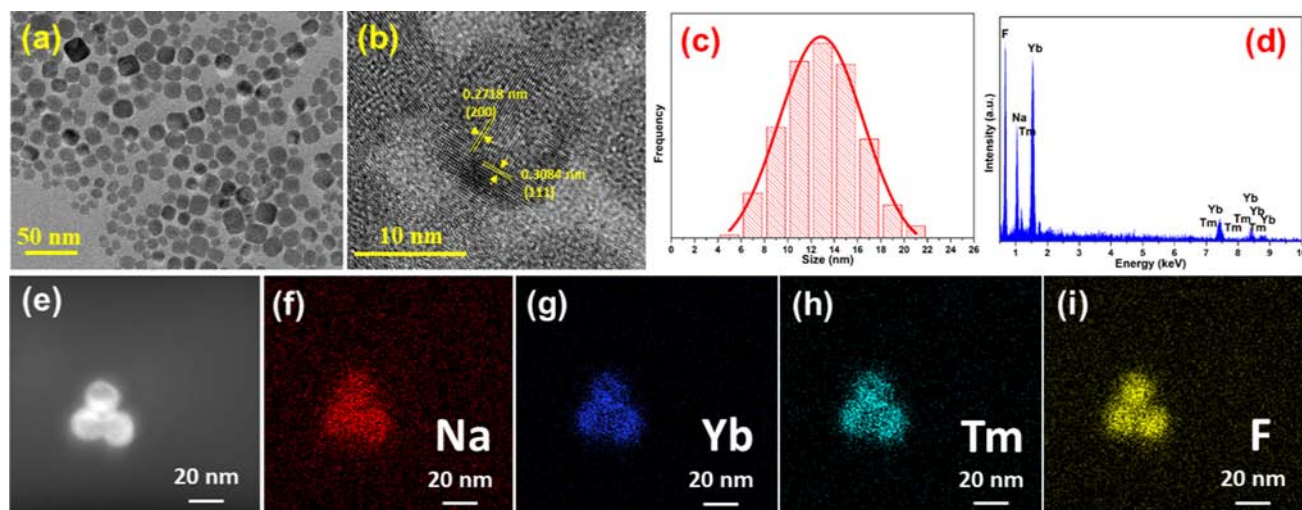 (a)
50 nm
(b)
0.2718 nm
(200)
0.3084 nm
(111)
10 nm
(c)
Frequency
0 2 4 6 8 10 12 14 16 18 20 22 24 26
Size (nm)
(d)
Intensity (a.u.)
F
Yb
Na
Tm
Yb
Yb
Yb
Tm
Tm
Yb
Tm
Tm
1 2 3 4 5 6 7 8 9 10
Energy (keV)
(e)
20 nm
(f)
Na
20 nm
(g)
Yb
20 nm
(h)
Tm
20 nm
(i)
F
20 nm